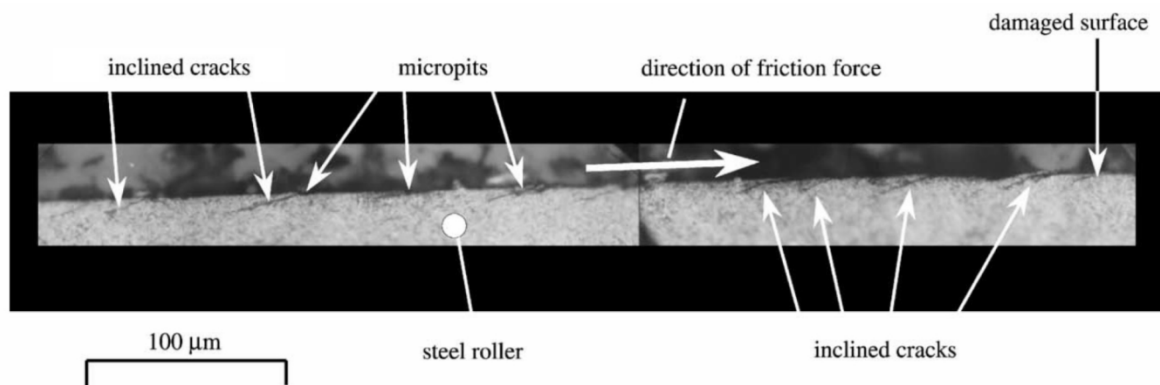 damaged surface
inclined cracks
micropits
direction of friction force
100 μm
steel roller
inclined cracks